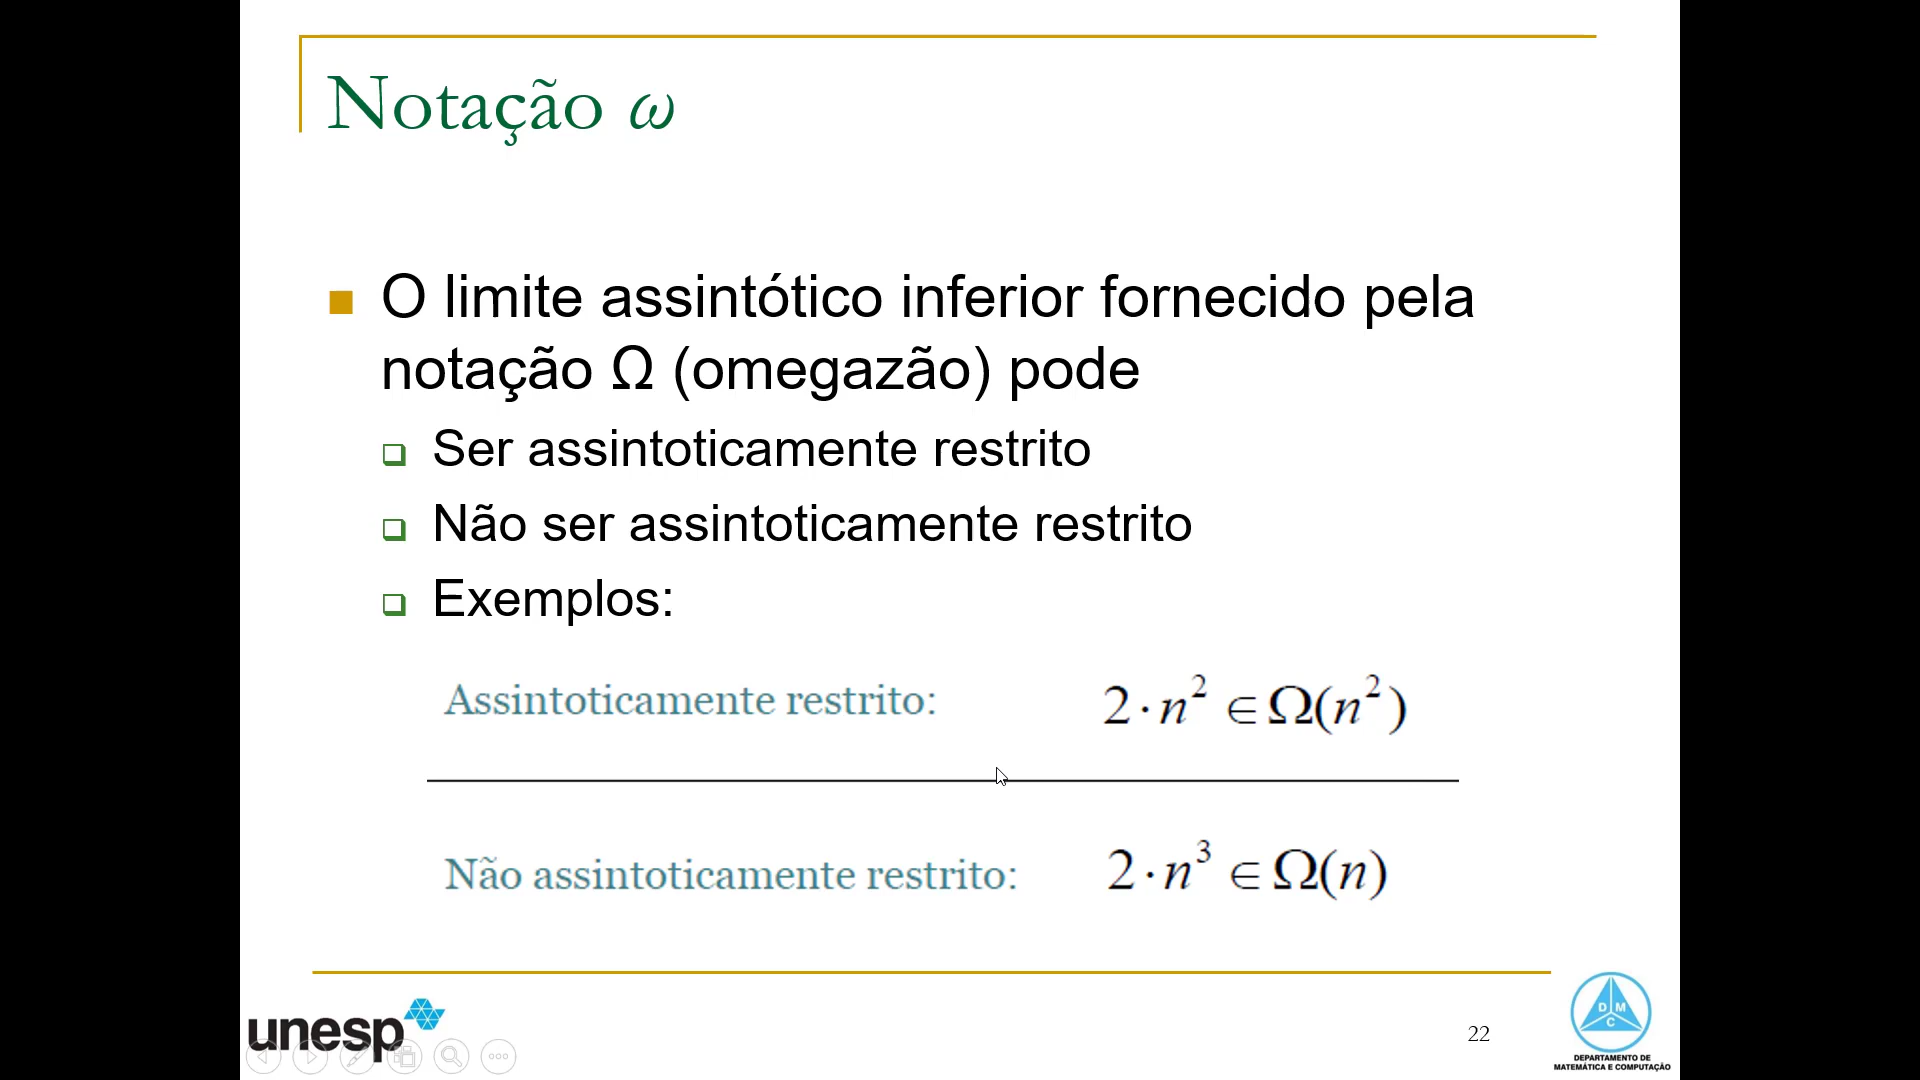 Notação ω
O limite assintótico inferior fornecido pela
notação Ω (omegazão) pode
Ser assintoticamente restrito
Não ser assintoticamente restrito
Exemplos:
Assintoticamente restrito: 2·n² ∈ Ω(n²)
Não assintoticamente restrito: 2·n³ ∈ Ω(n)
unesp
22
D M
C
DEPARTAMENTO DE
MATEMÁTICA E COMPUTAÇÃO